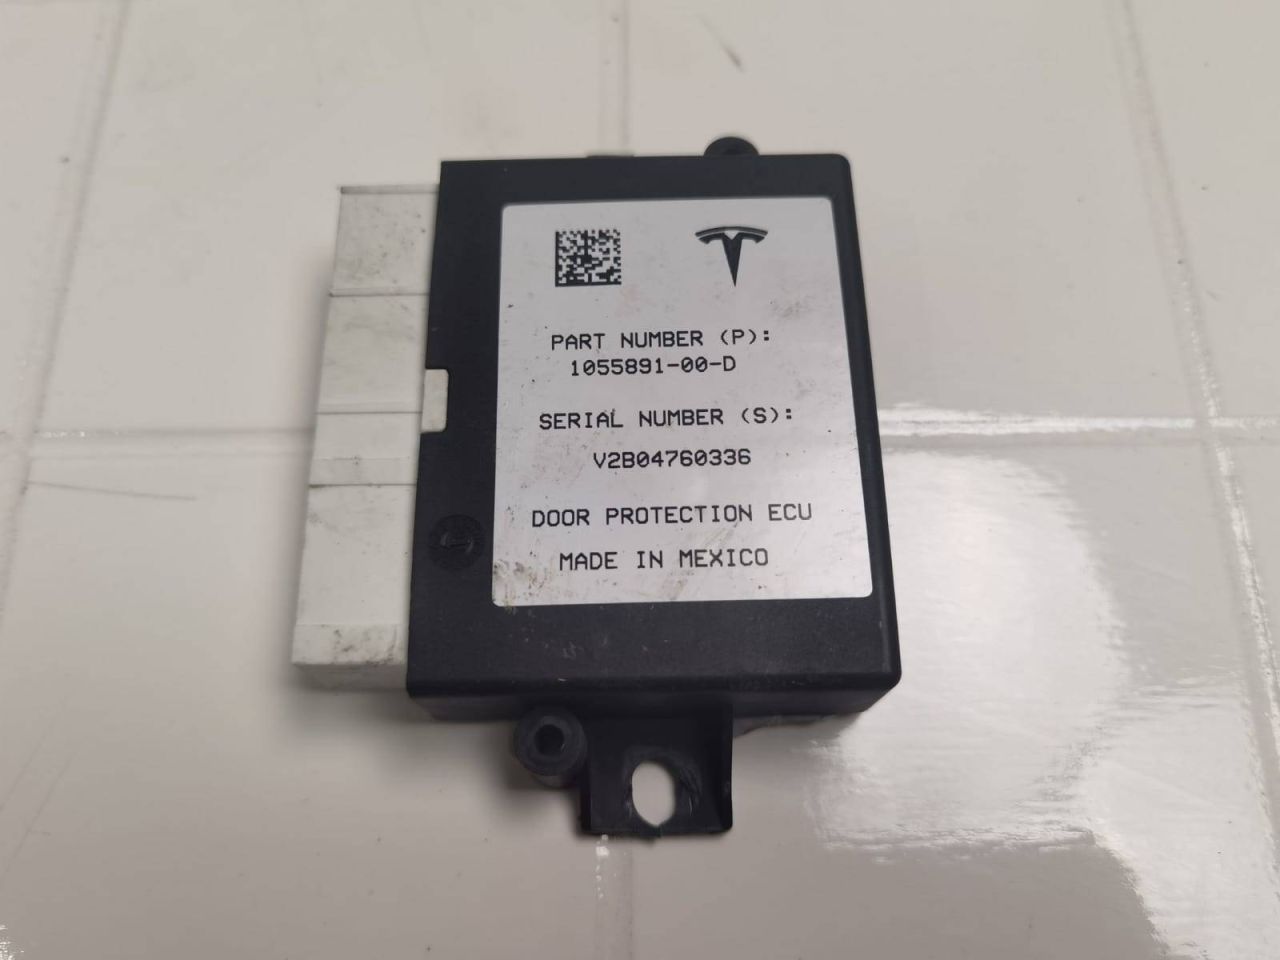 PART NUMBER (P):
1055891-00-D
SERIAL NUMBER (S):
V2B04760336
DOOR PROTECTION ECU
MADE IN MEXICO